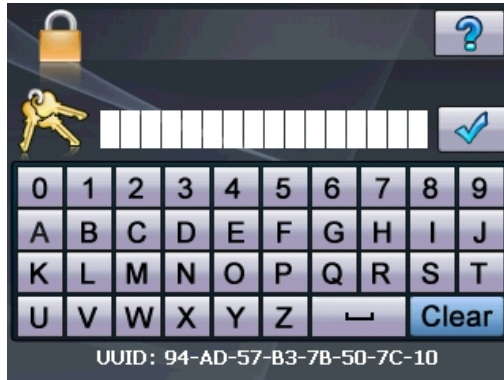 ?
0 1 2 3 4 5 6 7 8 9
A B C D E F G H I J
K L M N O P Q R S T
U V W X Y Z Clear
UUID: 94-AD-57-B3-7B-50-7C-10